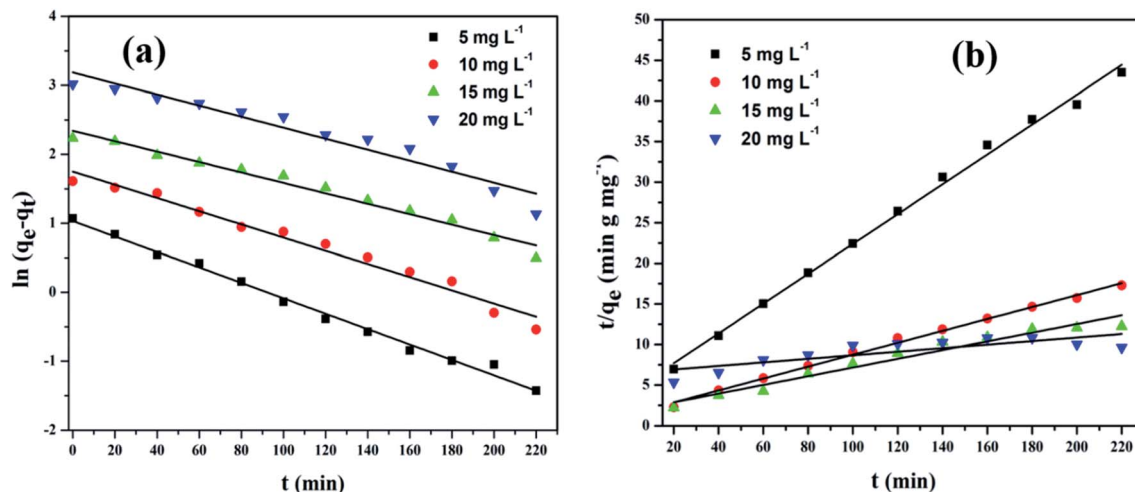 (a)
5 mg L⁻¹
10 mg L⁻¹
15 mg L⁻¹
20 mg L⁻¹
4
3
2
1
0
-1
-2
ln (qe-qt)
0 20 40 60 80 100 120 140 160 180 200 220
t (min)
(b)
5 mg L⁻¹
10 mg L⁻¹
15 mg L⁻¹
20 mg L⁻¹
50
45
40
35
30
25
20
15
10
5
0
t/qe (min g mg⁻¹)
20 40 60 80 100 120 140 160 180 200 220
t (min)